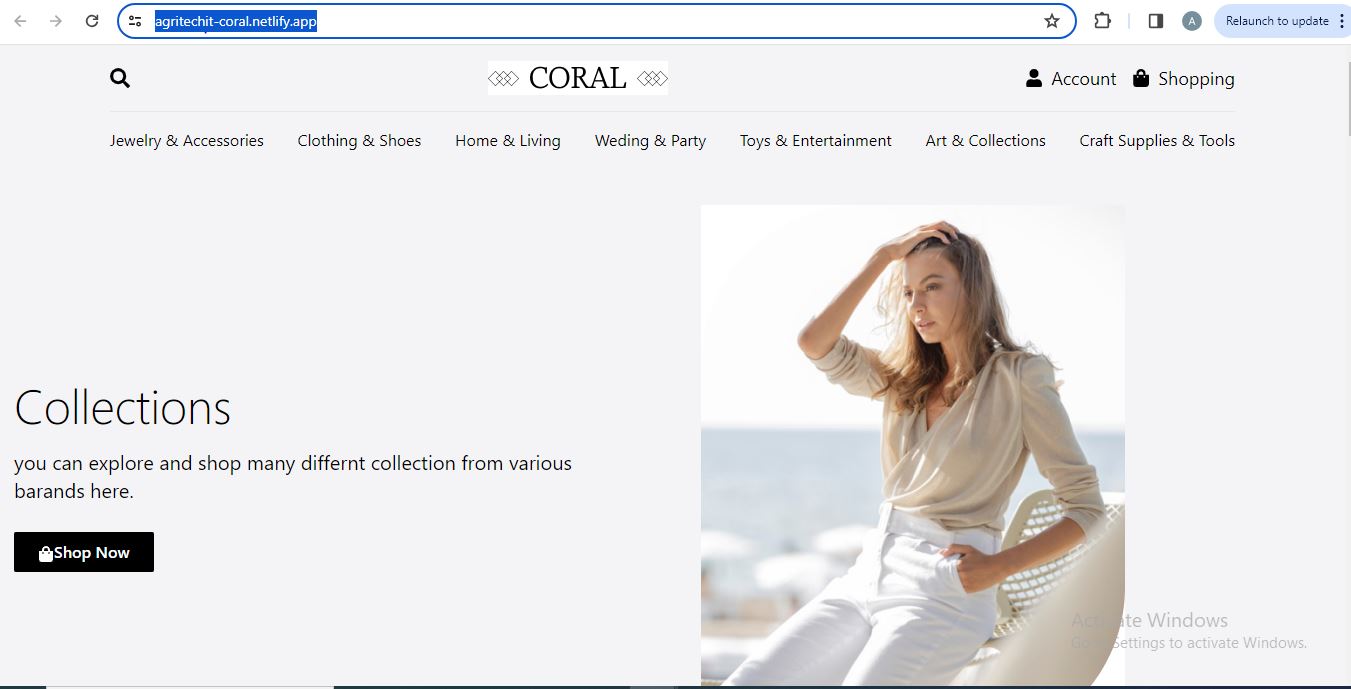 agritechit-coral.netlify.app
A
Relaunch to update
CORAL
Account Shopping
Jewelry & Accessories Clothing & Shoes Home & Living Weding & Party Toys & Entertainment Art & Collections Craft Supplies & Tools
Collections
you can explore and shop many differnt collection from various
barands here.
Shop Now
Activate Windows
Go to Settings to activate Windows.